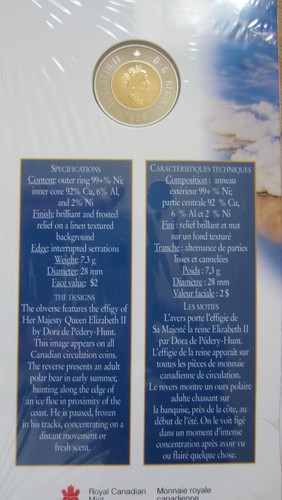 ELIZABETH II D·G·REGINA
SPECIFICATIONS
Content: outer ring 99+% Ni;
inner core 92% Cu, 6% Al,
and 2% Ni
Finish: brilliant and frosted
relief on a linen textured
background
Edge: interrupted serrations
Weight: 7.3 g
Diameter: 28 mm
Face value: $2
THE DESIGNS
The obverse features the effigy of
Her Majesty Queen Elizabeth II
by Dora de Pédery-Hunt.
This image appears on all
Canadian circulation coins.
The reverse presents an adult
polar bear in early summer,
hunting along the edge of
an ice floe in proximity of the
coast. He is paused, frozen
in his tracks, concentrating on a
distant movement or
fresh scent.
CARACTÉRISTIQUES TECHNIQUES
Composition : anneau
extérieur 99+ % Ni ;
partie centrale 92 % Cu,
6 % Al et 2 % Ni
Fini : relief brillant et mat
sur un fond texturé
Tranche : alternance de parties
lisses et cannelées
Poids : 7,3 g
Diamètre : 28 mm
Valeur faciale : 2 $
LES MOTIFS
L'avers porte l'effigie de
Sa Majesté la reine Elizabeth II
par Dora de Pédery-Hunt.
L'effigie de la reine apparaît sur
toutes les pièces de monnaie
canadienne de circulation.
Le revers montre un ours polaire
adulte chassant sur
la banquise, près de la côte, au
début de l'été. On le voit figé
dans un moment d'intense
concentration après avoir vu
ou flairé quelque chose.
Royal Canadian
Mint
Monnaie royale
canadienne